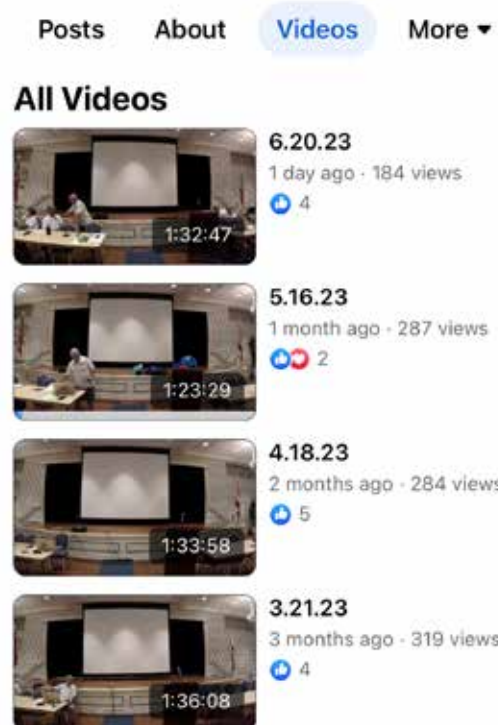 Posts About Videos More
All Videos
6.20.23
1 day ago · 184 views
4
1:32:47
5.16.23
1 month ago · 287 views
2
1:23:29
4.18.23
2 months ago · 284 views
5
1:33:58
3.21.23
3 months ago · 319 views
4
1:36:08